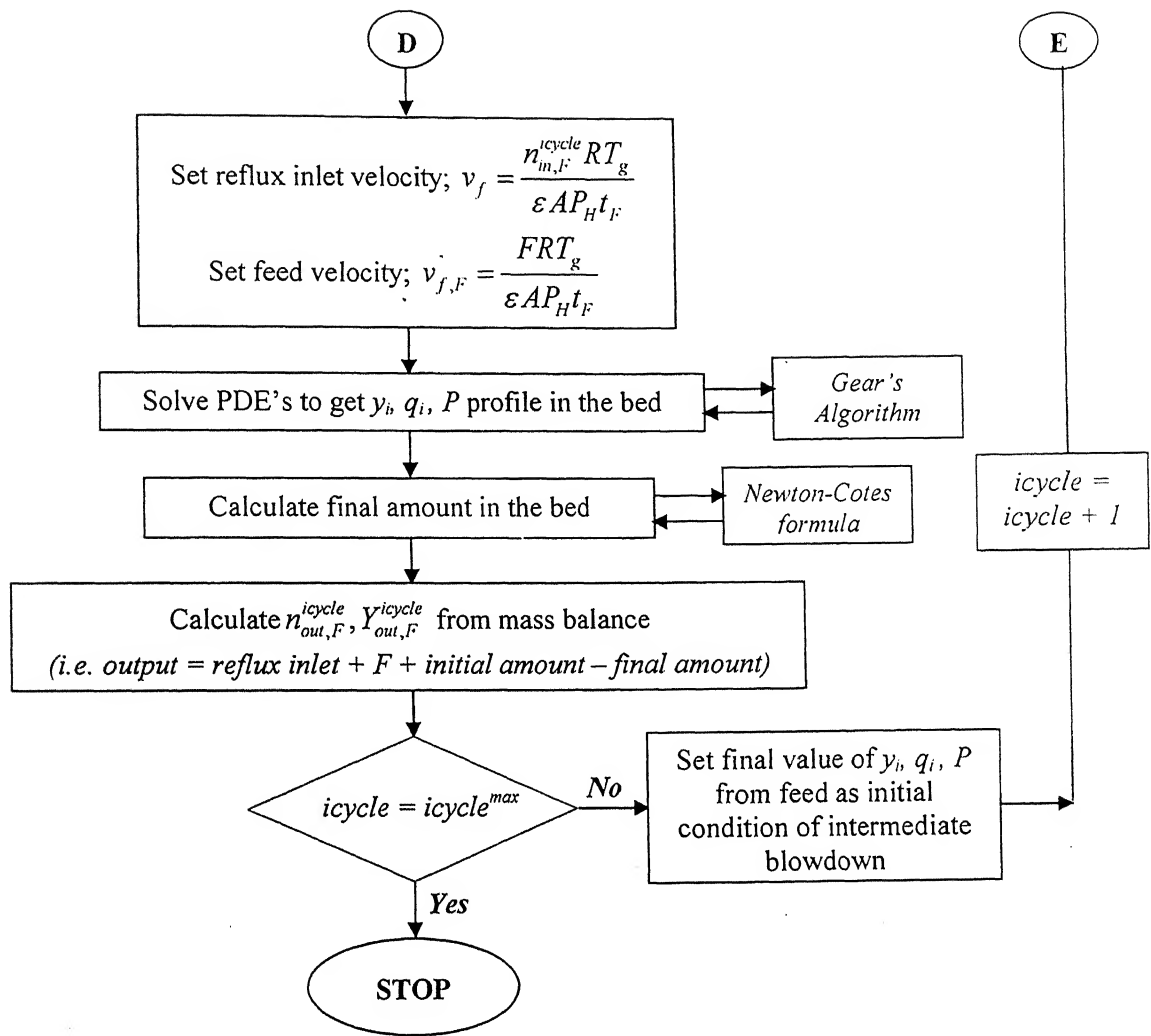 D
E
Set reflux inlet velocity; v_f = n_{in,F}^{icycle} RT_g / ε AP_H t_F
Set feed velocity; v_{f,F} = FRT_g / ε AP_H t_F
Solve PDE's to get y_i, q_i, P profile in the bed
Gear's
Algorithm
Calculate final amount in the bed
Newton-Cotes
formula
icycle =
icycle + 1
Calculate n_{out,F}^{icycle}, Y_{out,F}^{icycle} from mass balance
(i.e. output = reflux inlet + F + initial amount – final amount)
icycle = icycle^{max}
No
Set final value of y_i, q_i, P
from feed as initial
condition of intermediate
blowdown
Yes
STOP